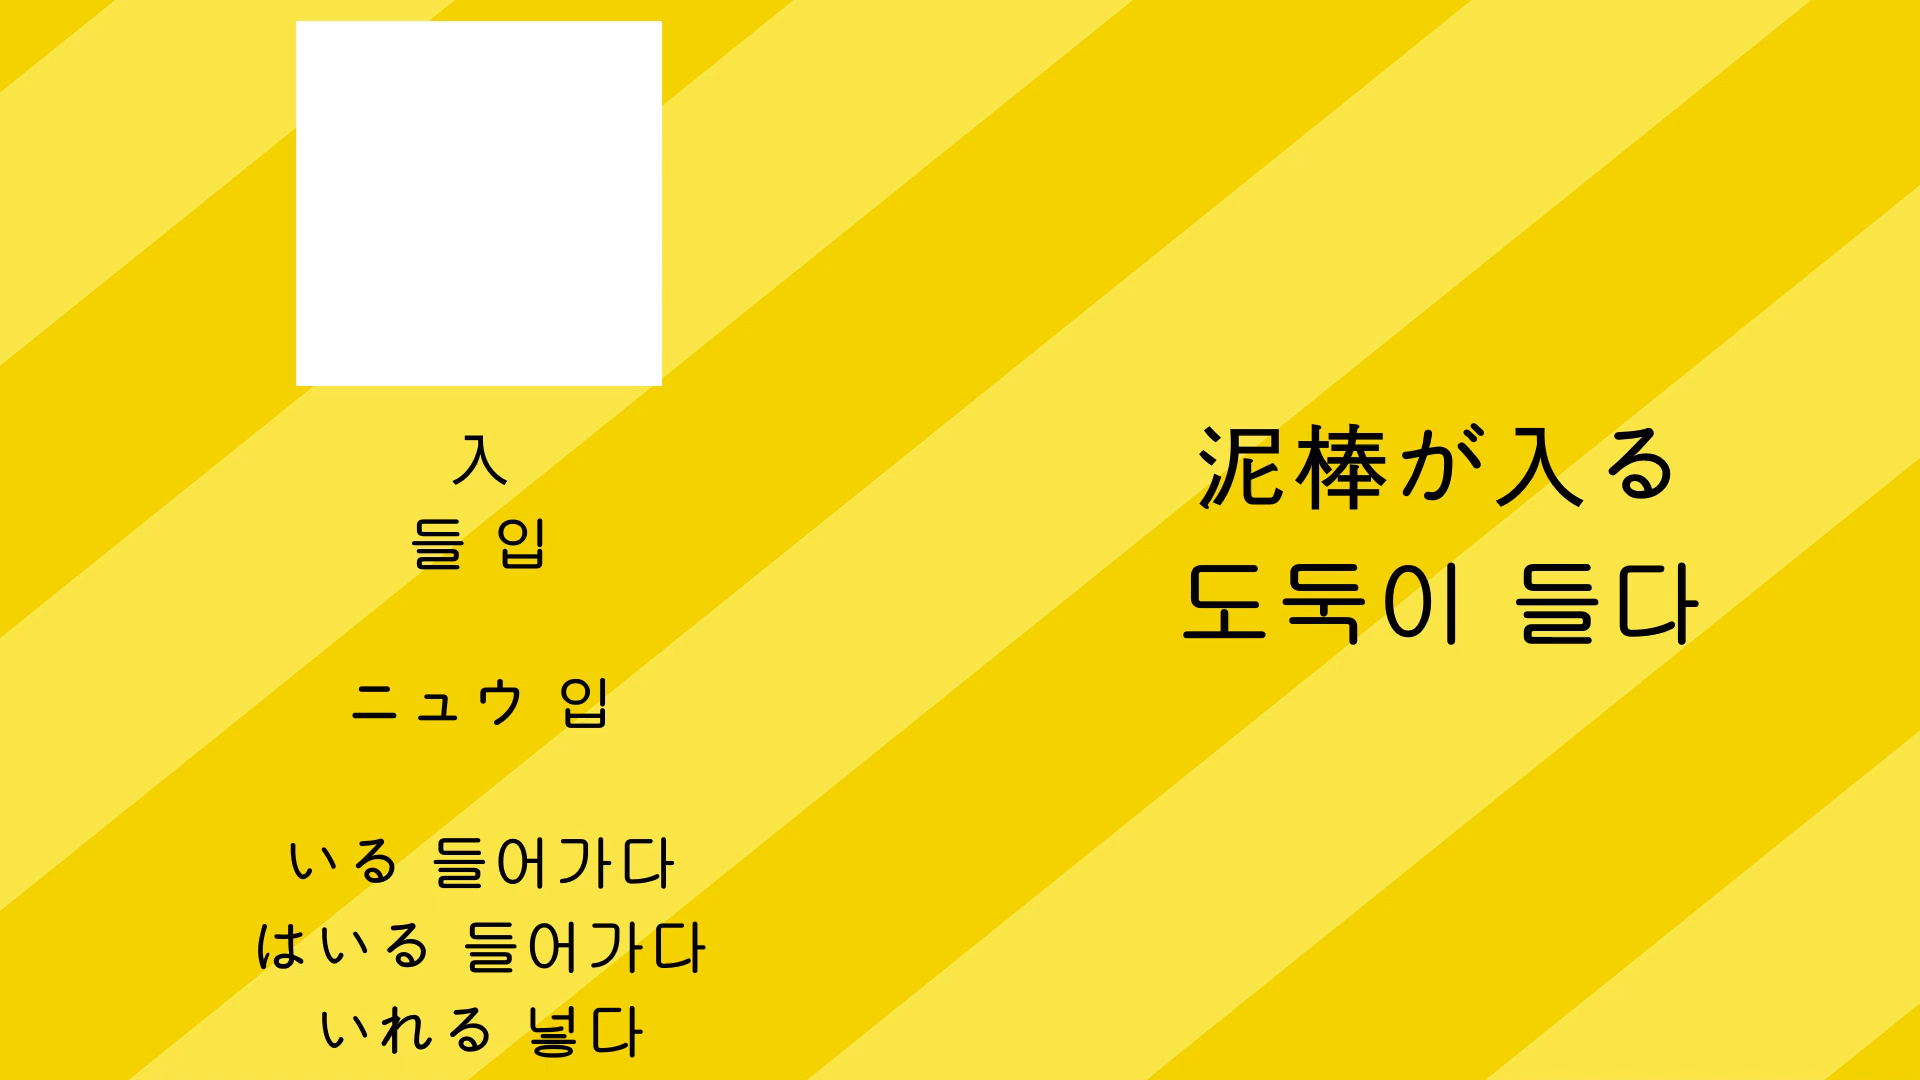 入
들 입
ニュウ 입
いる 들어가다
はいる 들어가다
いれる 넣다
泥棒が入る
도둑이 들다